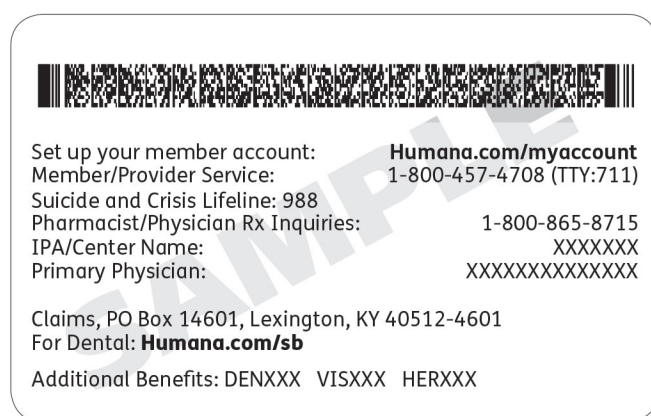 Set up your member account: Humana.com/myaccount
Member/Provider Service: 1-800-457-4708 (TTY:711)
Suicide and Crisis Lifeline: 988
Pharmacist/Physician Rx Inquiries: 1-800-865-8715
IPA/Center Name: XXXXXXX
Primary Physician: XXXXXXXXXXXXXX
Claims, PO Box 14601, Lexington, KY 40512-4601
For Dental: Humana.com/sb
Additional Benefits: DENXXX VISXXX HERXXX
SAMPLE